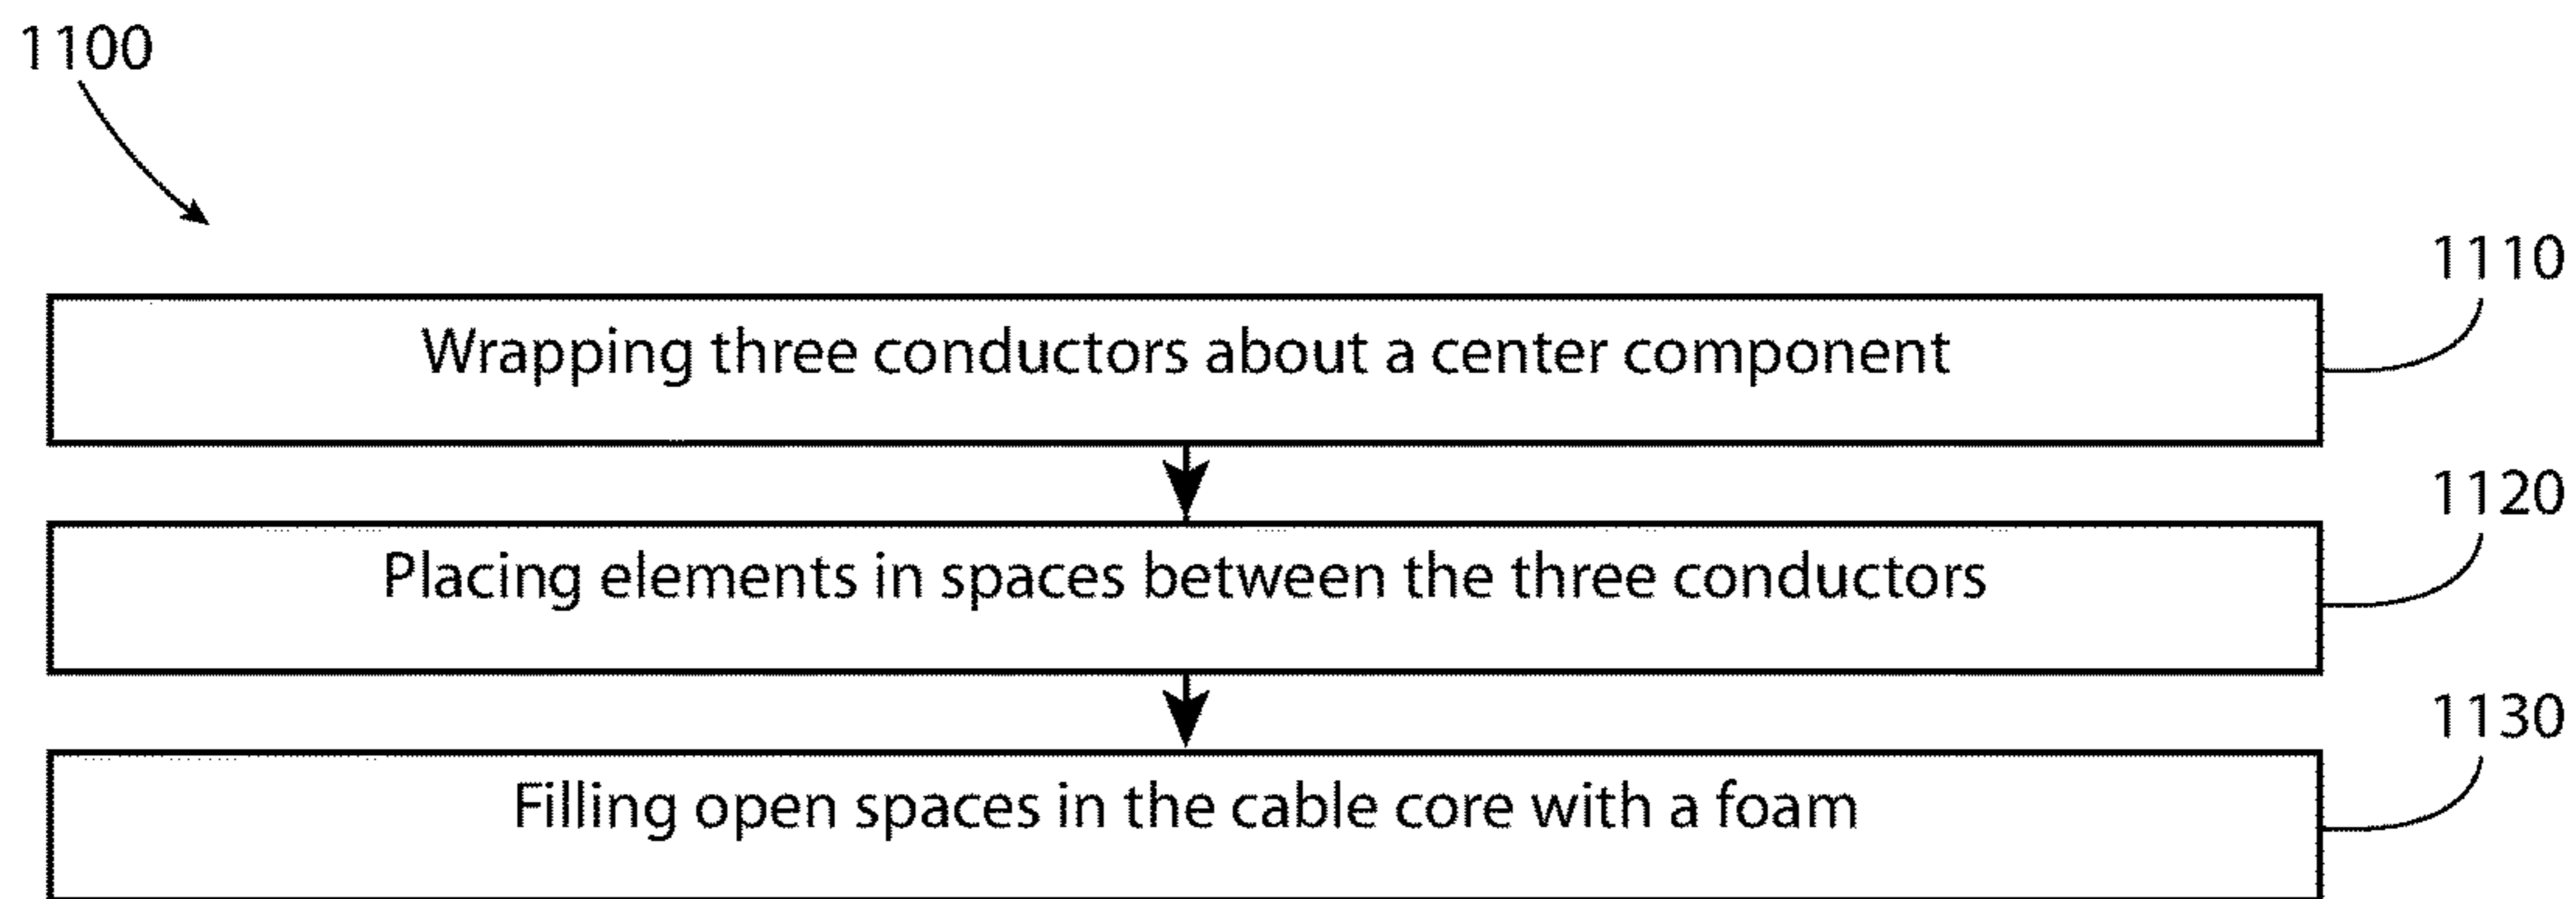 1100
1110
Wrapping three conductors about a center component
1120
Placing elements in spaces between the three conductors
1130
Filling open spaces in the cable core with a foam